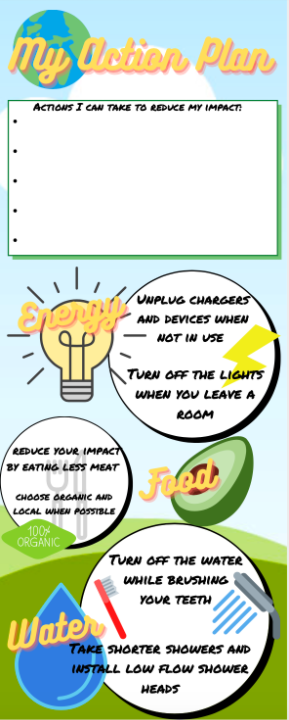 My Action Plan
Actions I can take to reduce my impact:
•
•
•
•
•
Energy
Unplug chargers
and devices when
not in use
Turn off the lights
when you leave a
room
reduce your impact
by eating less meat
choose organic and
local when possible
100%
ORGANIC
Food
Turn off the water
while brushing
your teeth
Water
Take shorter showers and
install low flow shower
heads